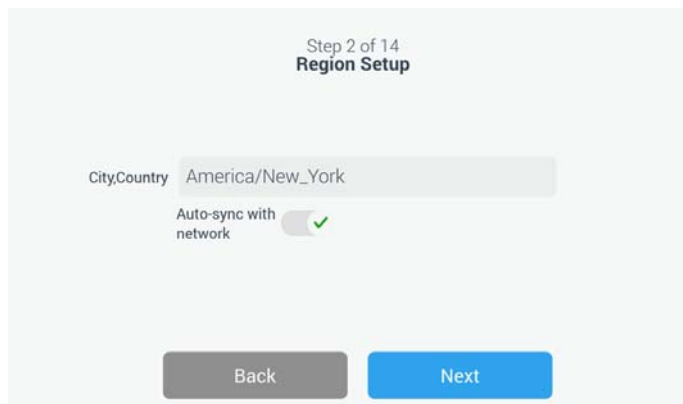 Step 2 of 14
Region Setup
City,Country
America/New_York
Auto-sync with
network
Back
Next